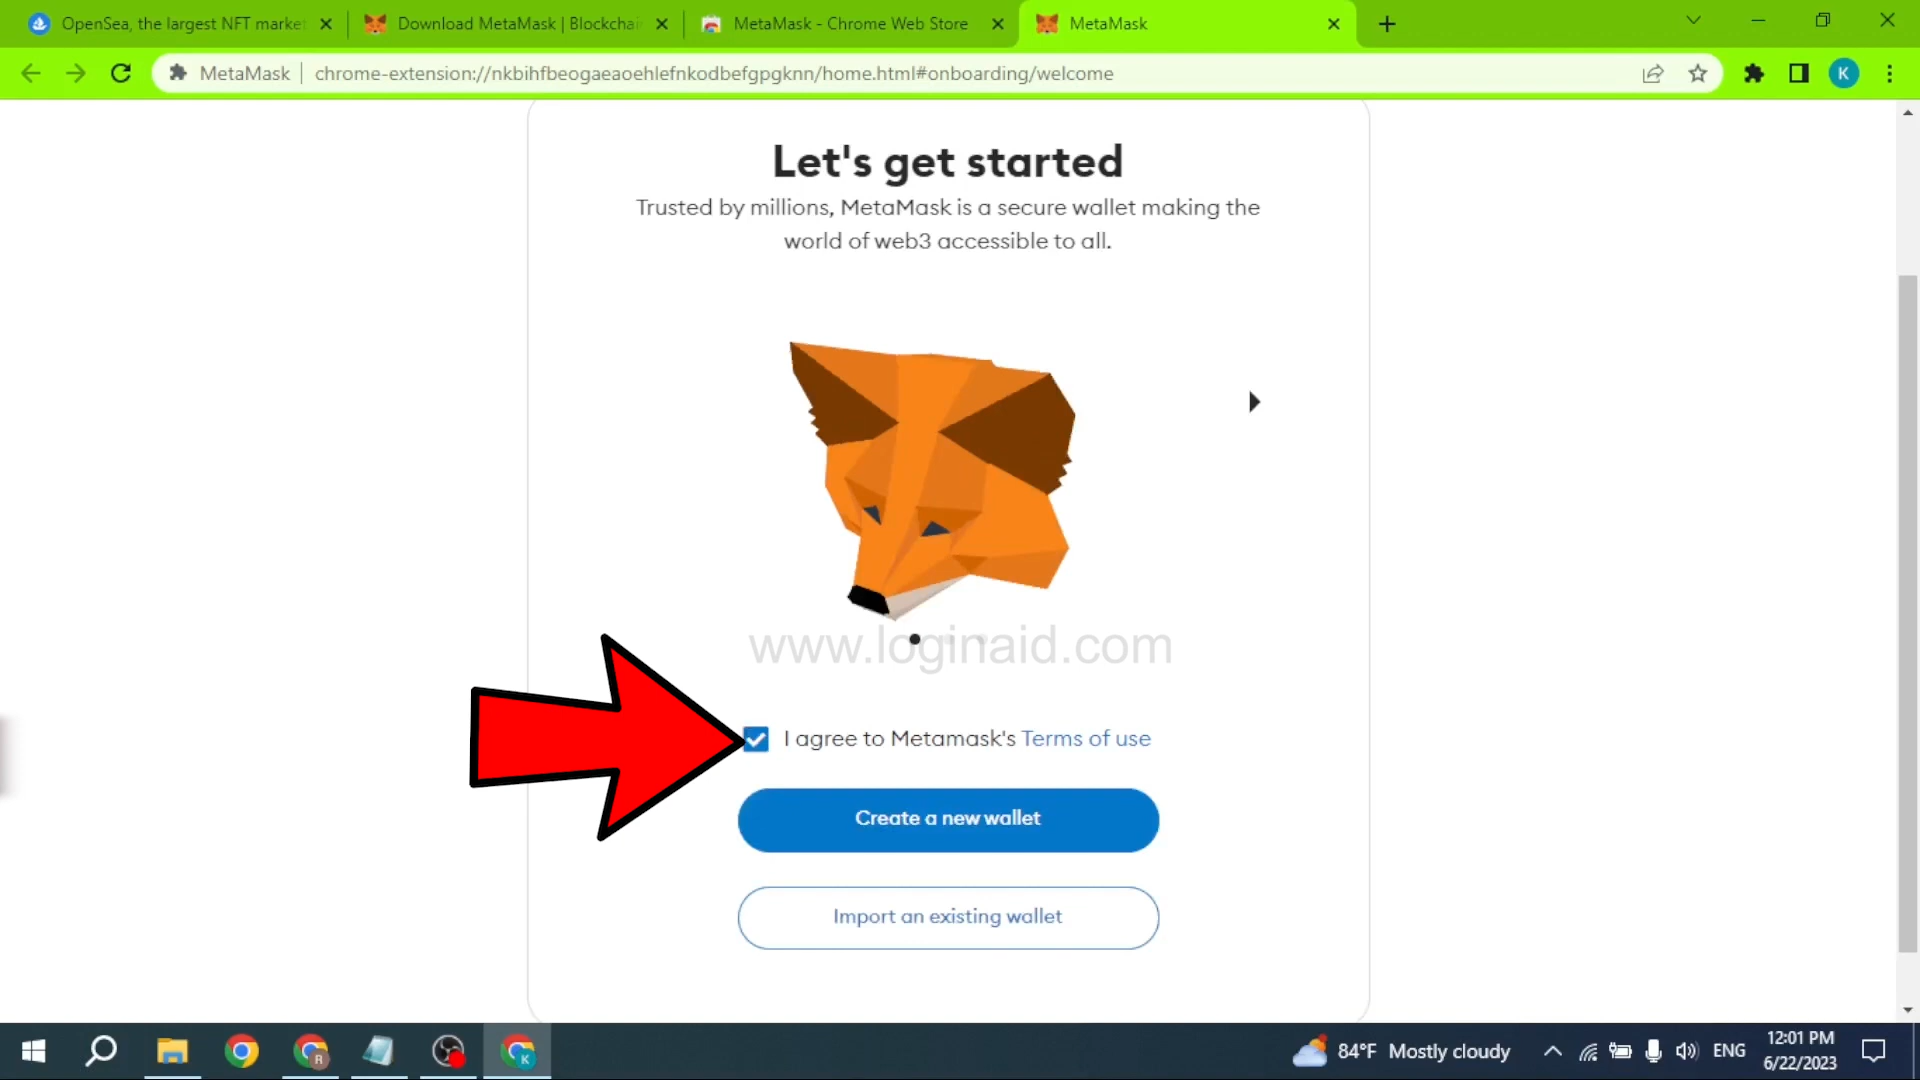 OpenSea, the largest NFT market
Download MetaMask | Blockchai
MetaMask - Chrome Web Store
MetaMask
MetaMask
chrome-extension://nkbihfbeogaeaoehlefnkodbefgpgknn/home.html#onboarding/welcome
K
Let's get started
Trusted by millions, MetaMask is a secure wallet making the
world of web3 accessible to all.
www.loginaid.com
I agree to Metamask's Terms of use
Create a new wallet
Import an existing wallet
R
K
84°F Mostly cloudy
ENG
12:01 PM
6/22/2023